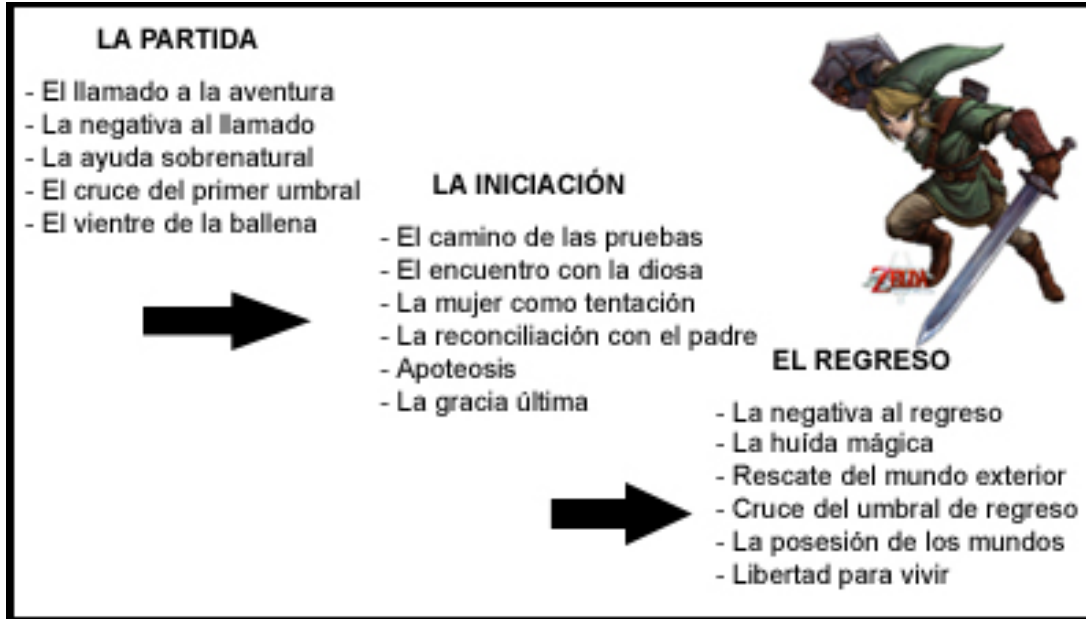 LA PARTIDA
- El llamado a la aventura
- La negativa al llamado
- La ayuda sobrenatural
- El cruce del primer umbral
- El vientre de la ballena
LA INICIACIÓN
- El camino de las pruebas
- El encuentro con la diosa
- La mujer como tentación
- La reconciliación con el padre
- Apoteosis
- La gracia última
ZELDA
EL REGRESO
- La negativa al regreso
- La huída mágica
- Rescate del mundo exterior
- Cruce del umbral de regreso
- La posesión de los mundos
- Libertad para vivir